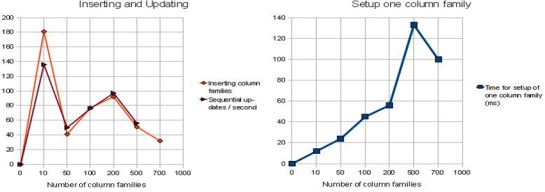 Inserting and Updating
200
180
160
140
120
100
80
60
40
20
0
0 10 50 100 200 500 700 1000
Number of column families
Inserting column
families
Sequential up-
dates / second
Setup one column family
140
120
100
80
60
40
20
0
0 10 50 100 200 500 700 1000
Number of column families
Time for setup of
one column family
(ms)